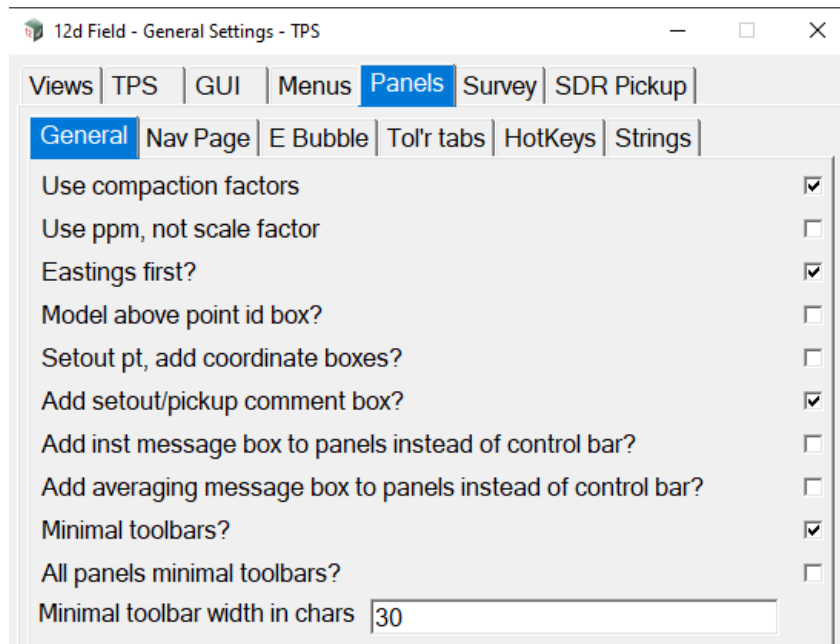 12d Field - General Settings - TPS
Views TPS GUI Menus Panels Survey SDR Pickup
General Nav Page E Bubble Tol'r tabs HotKeys Strings
Use compaction factors
Use ppm, not scale factor
Eastings first?
Model above point id box?
Setout pt, add coordinate boxes?
Add setout/pickup comment box?
Add inst message box to panels instead of control bar?
Add averaging message box to panels instead of control bar?
Minimal toolbars?
All panels minimal toolbars?
Minimal toolbar width in chars 30